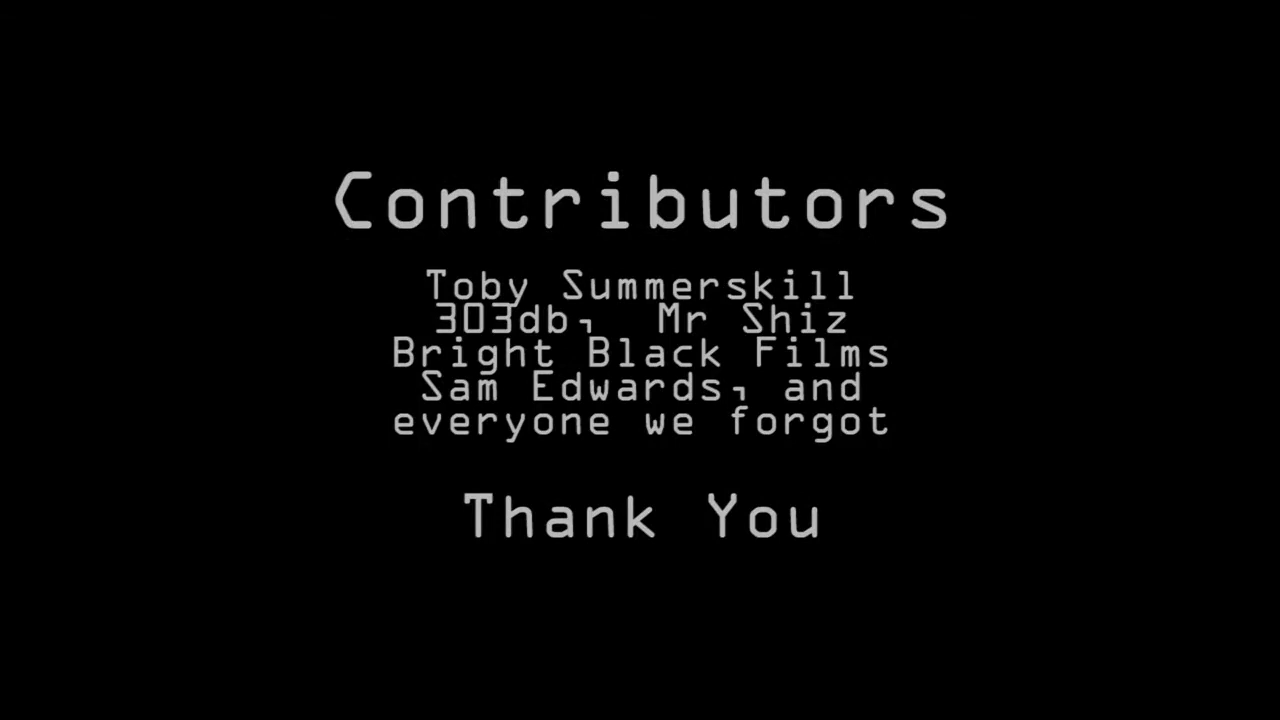 Contributors
Toby Summerskill
303db, Mr Shiz
Bright Black Films
Sam Edwards, and
everyone we forgot
Thank You